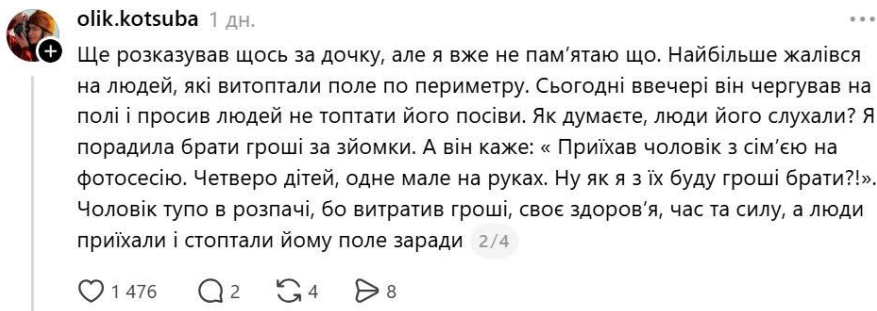 olik.kotsuba 1 дн.
Ще розказував щось за дочку, але я вже не пам’ятаю що. Найбільше жалівся
на людей, які витоптали поле по периметру. Сьогодні ввечері він чергував на
полі і просив людей не топтати його посіви. Як думаєте, люди його слухали? Я
порадила брати гроші за зйомки. А він каже: « Приїхав чоловік з сім’єю на
фотосесію. Четверо дітей, одне мале на руках. Ну як я з їх буду гроші брати?!».
Чоловік тупо в розпачі, бо витратив гроші, своє здоров’я, час та силу, а люди
приїхали і стоптали йому поле заради 2/4
1 476 2 4 8